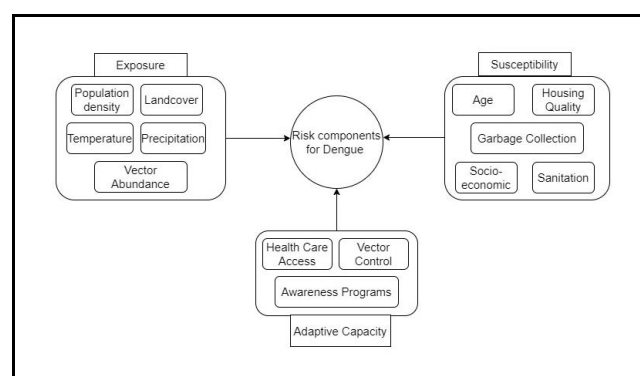 Exposure
Population
density
Landcover
Temperature
Precipitation
Vector
Abundance
Risk components
for Dengue
Susceptibility
Age
Housing
Quality
Garbage Collection
Socio-
economic
Sanitation
Health Care
Access
Vector
Control
Awareness Programs
Adaptive Capacity